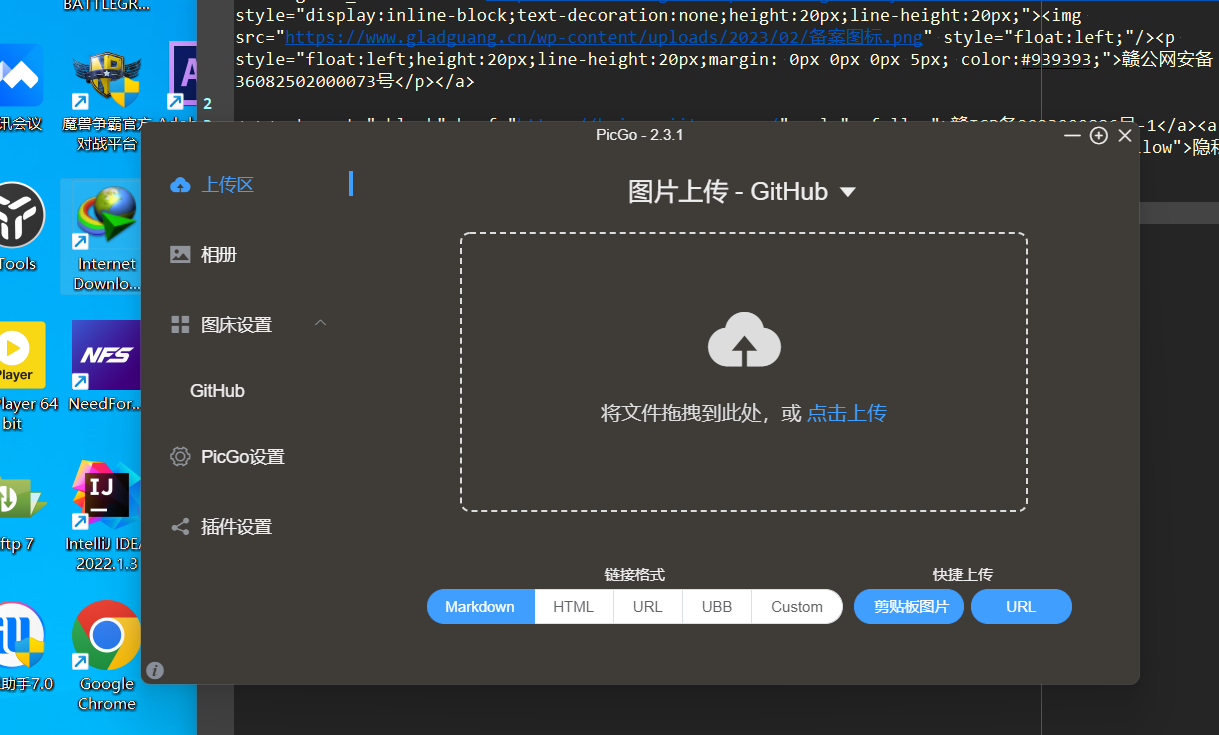 BATTLEGR...
style="display:inline-block;text-decoration:none;height:20px;line-height:20px;"><img
src="https://www.gladguang.cn/wp-content/uploads/2023/02/备案图标.png" style="float:left;"/><p
style="float:left;height:20px;line-height:20px;margin: 0px 0px 0px 5px; color:#939393;">赣公网安备
36082502000073号</p></a>
2
讯会议
魔兽争霸官方
对战平台
PicGo - 2.3.1
-1</a><a
llow">隐私
上传区
图片上传 - GitHub
相册
Tools
Internet
Downlo...
图床设置
Player
NFS
GitHub
将文件拖拽到此处，或 点击上传
Player 64
bit
NeedFor...
PicGo设置
IJ
插件设置
ftp 7
IntelliJ IDEA
2022.1.3
链接格式
快捷上传
Markdown
HTML
URL
UBB
Custom
剪贴板图片
URL
助手7.0
Google
Chrome